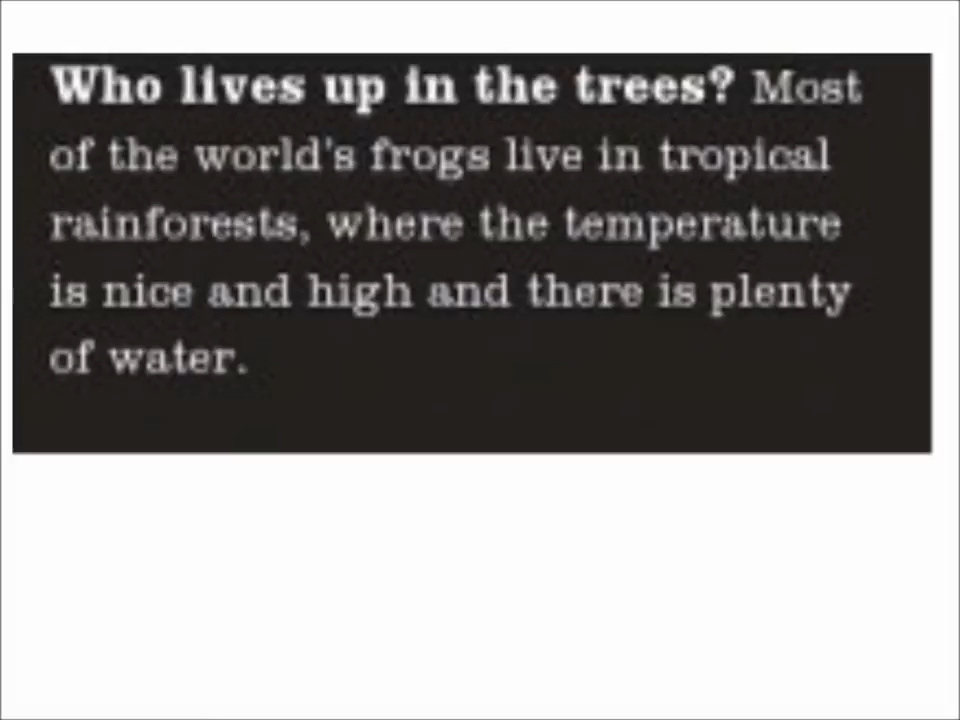 Who lives up in the trees? Most
of the world's frogs live in tropical
rainforests, where the temperature
is nice and high and there is plenty
of water.